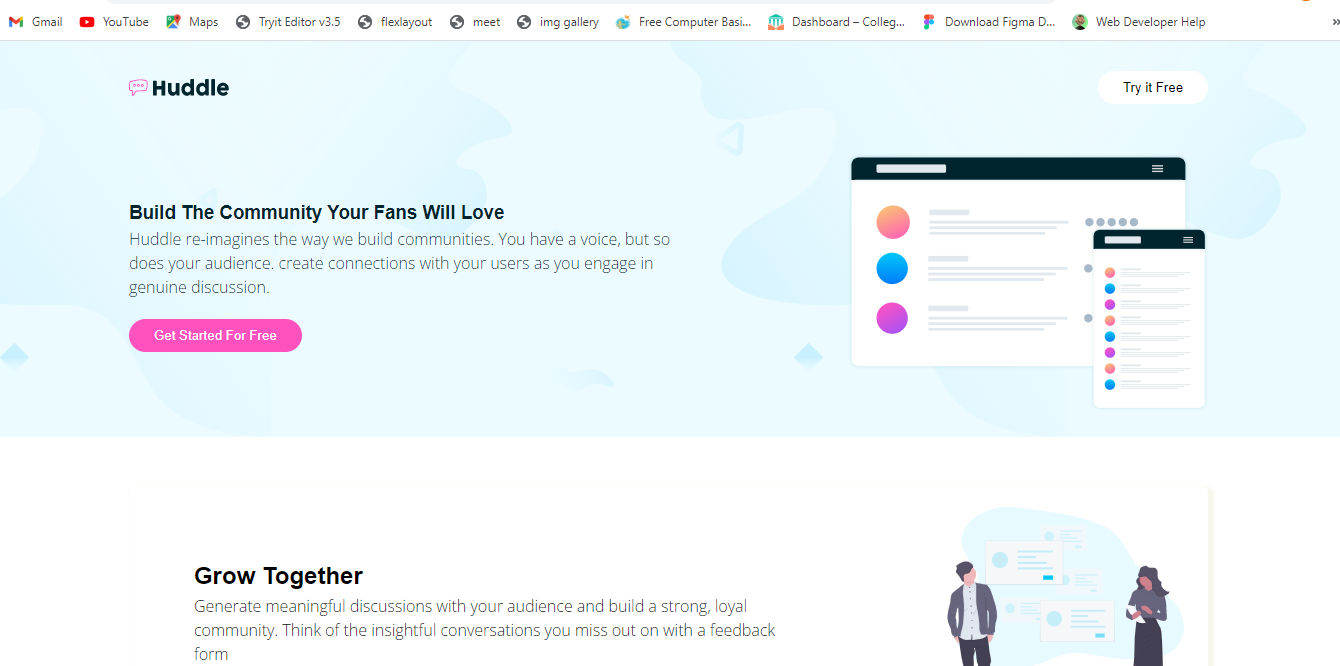 Gmail YouTube Maps Tryit Editor v3.5 flexlayout meet img gallery Free Computer Basi... Dashboard – Colleg... Download Figma D... Web Developer Help »
Huddle Try it Free
Build The Community Your Fans Will Love
Huddle re-imagines the way we build communities. You have a voice, but so
does your audience. create connections with your users as you engage in
genuine discussion.
Get Started For Free
Grow Together
Generate meaningful discussions with your audience and build a strong, loyal
community. Think of the insightful conversations you miss out on with a feedback
form